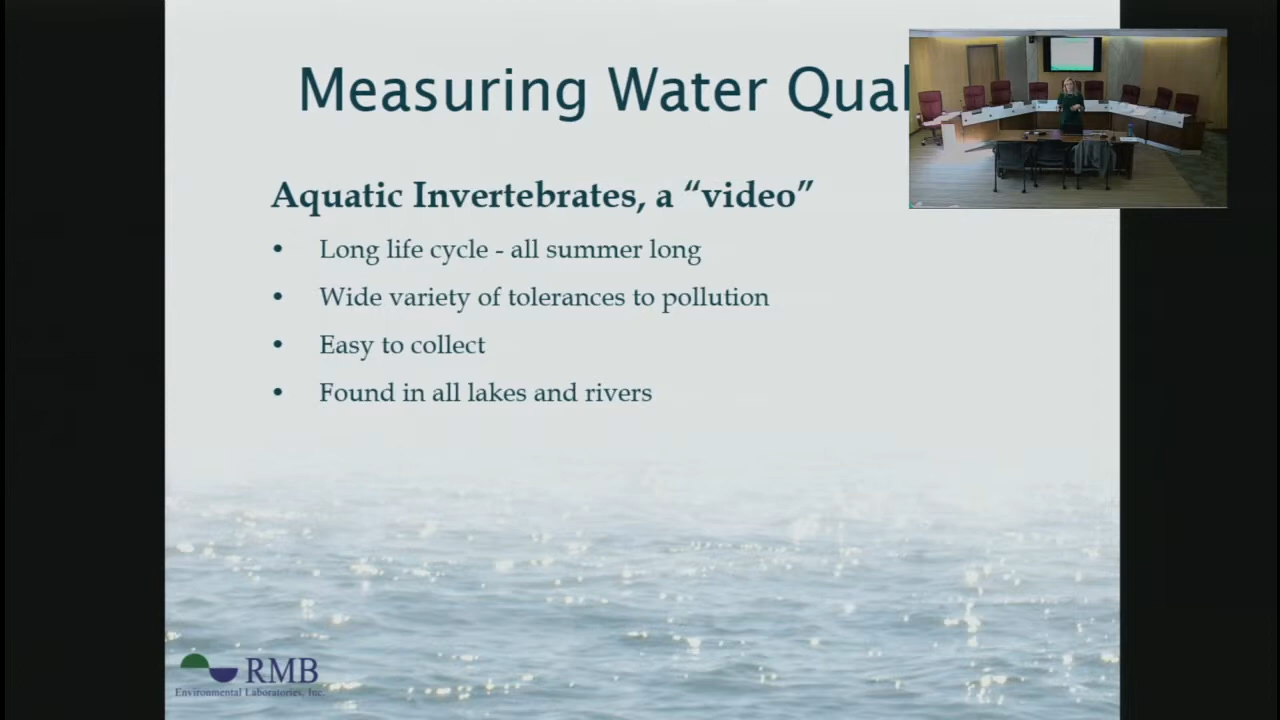 Measuring Water Qual
Aquatic Invertebrates, a “video”
• Long life cycle - all summer long
• Wide variety of tolerances to pollution
• Easy to collect
• Found in all lakes and rivers
RMB
Environmental Laboratories, Inc.